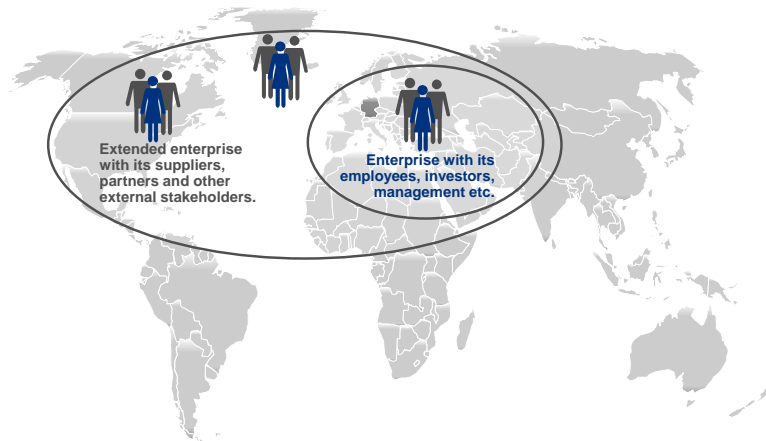 Extended enterprise
with its suppliers,
partners and other
external stakeholders.
Enterprise with its
employees, investors,
management etc.